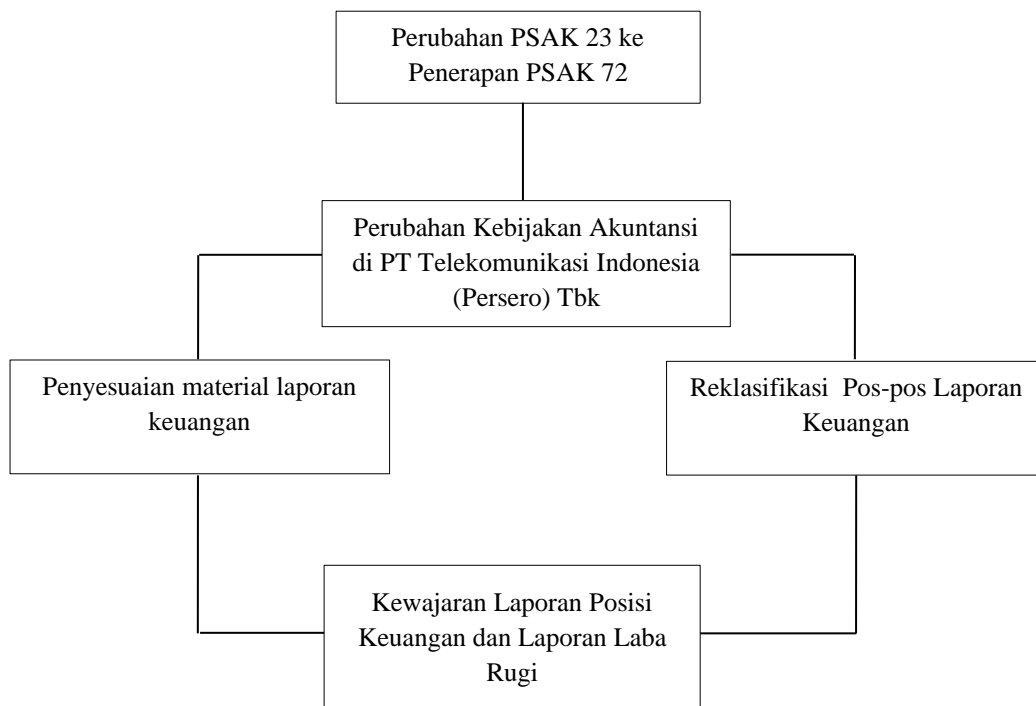 Perubahan PSAK 23 ke
Penerapan PSAK 72
Perubahan Kebijakan Akuntansi
di PT Telekomunikasi Indonesia
(Persero) Tbk
Penyesuaian material laporan
keuangan
Reklasifikasi Pos-pos Laporan
Keuangan
Kewajaran Laporan Posisi
Keuangan dan Laporan Laba
Rugi